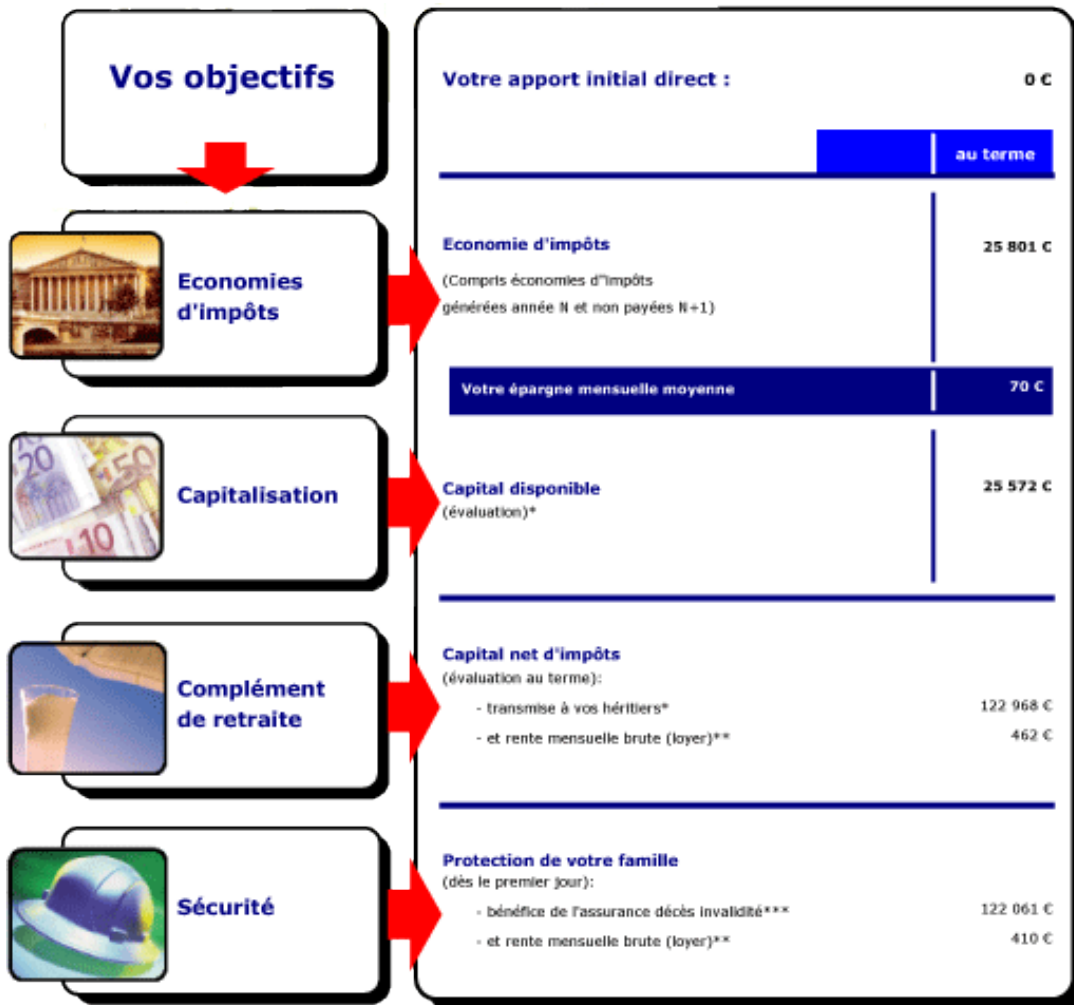 Vos objectifs
Votre apport initial direct : 0 €
au terme
Economies
d'impôts
Economie d'impôts 25 801 €
(Compris économies d"impôts
générées année N et non payées N+1)
Votre épargne mensuelle moyenne 70 €
20
50
10
Capitalisation
Capital disponible 25 572 €
(évaluation)*
Complément
de retraite
Capital net d'impôts
(évaluation au terme):
- transmise à vos héritiers* 122 968 €
- et rente mensuelle brute (loyer)** 462 €
Sécurité
Protection de votre famille
(dès le premier jour):
- bénéfice de l'assurance décès invalidité*** 122 061 €
- et rente mensuelle brute (loyer)** 410 €